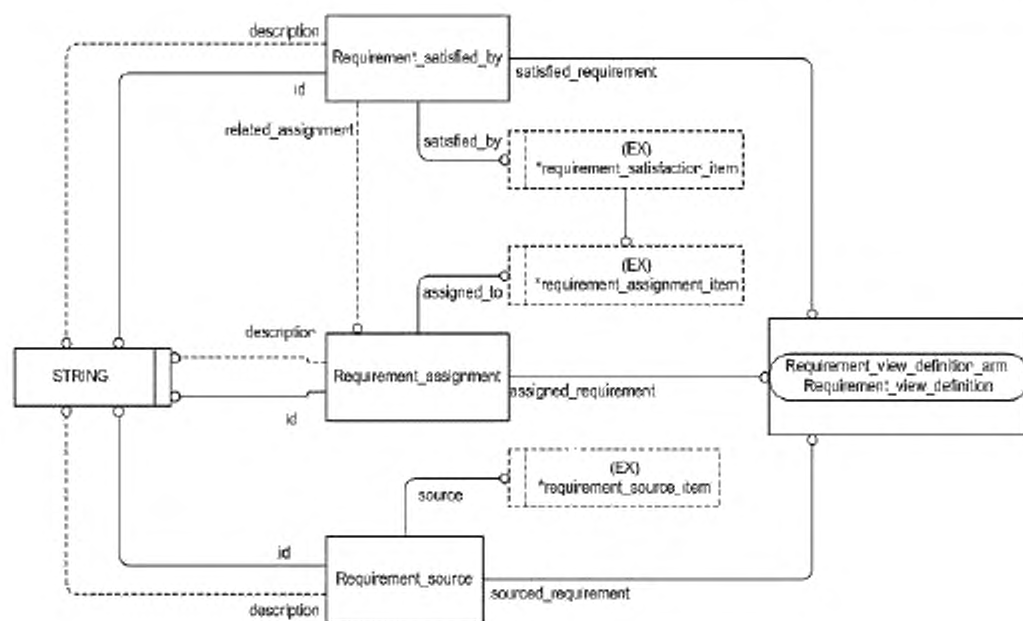 description
Requirement_satisfied_by
satisfied_requirement
id
related_assignment
satisfied_by
(EX)
*requirement_satisfaction_item
(EX)
*requirement_assignment_item
assigned_to
description
STRING
Requirement_assignment
assigned_requirement
id
Requirement_view_definition_arm
Requirement_view_definition
(EX)
*requirement_source_item
source
id
Requirement_source
sourced_requirement
description